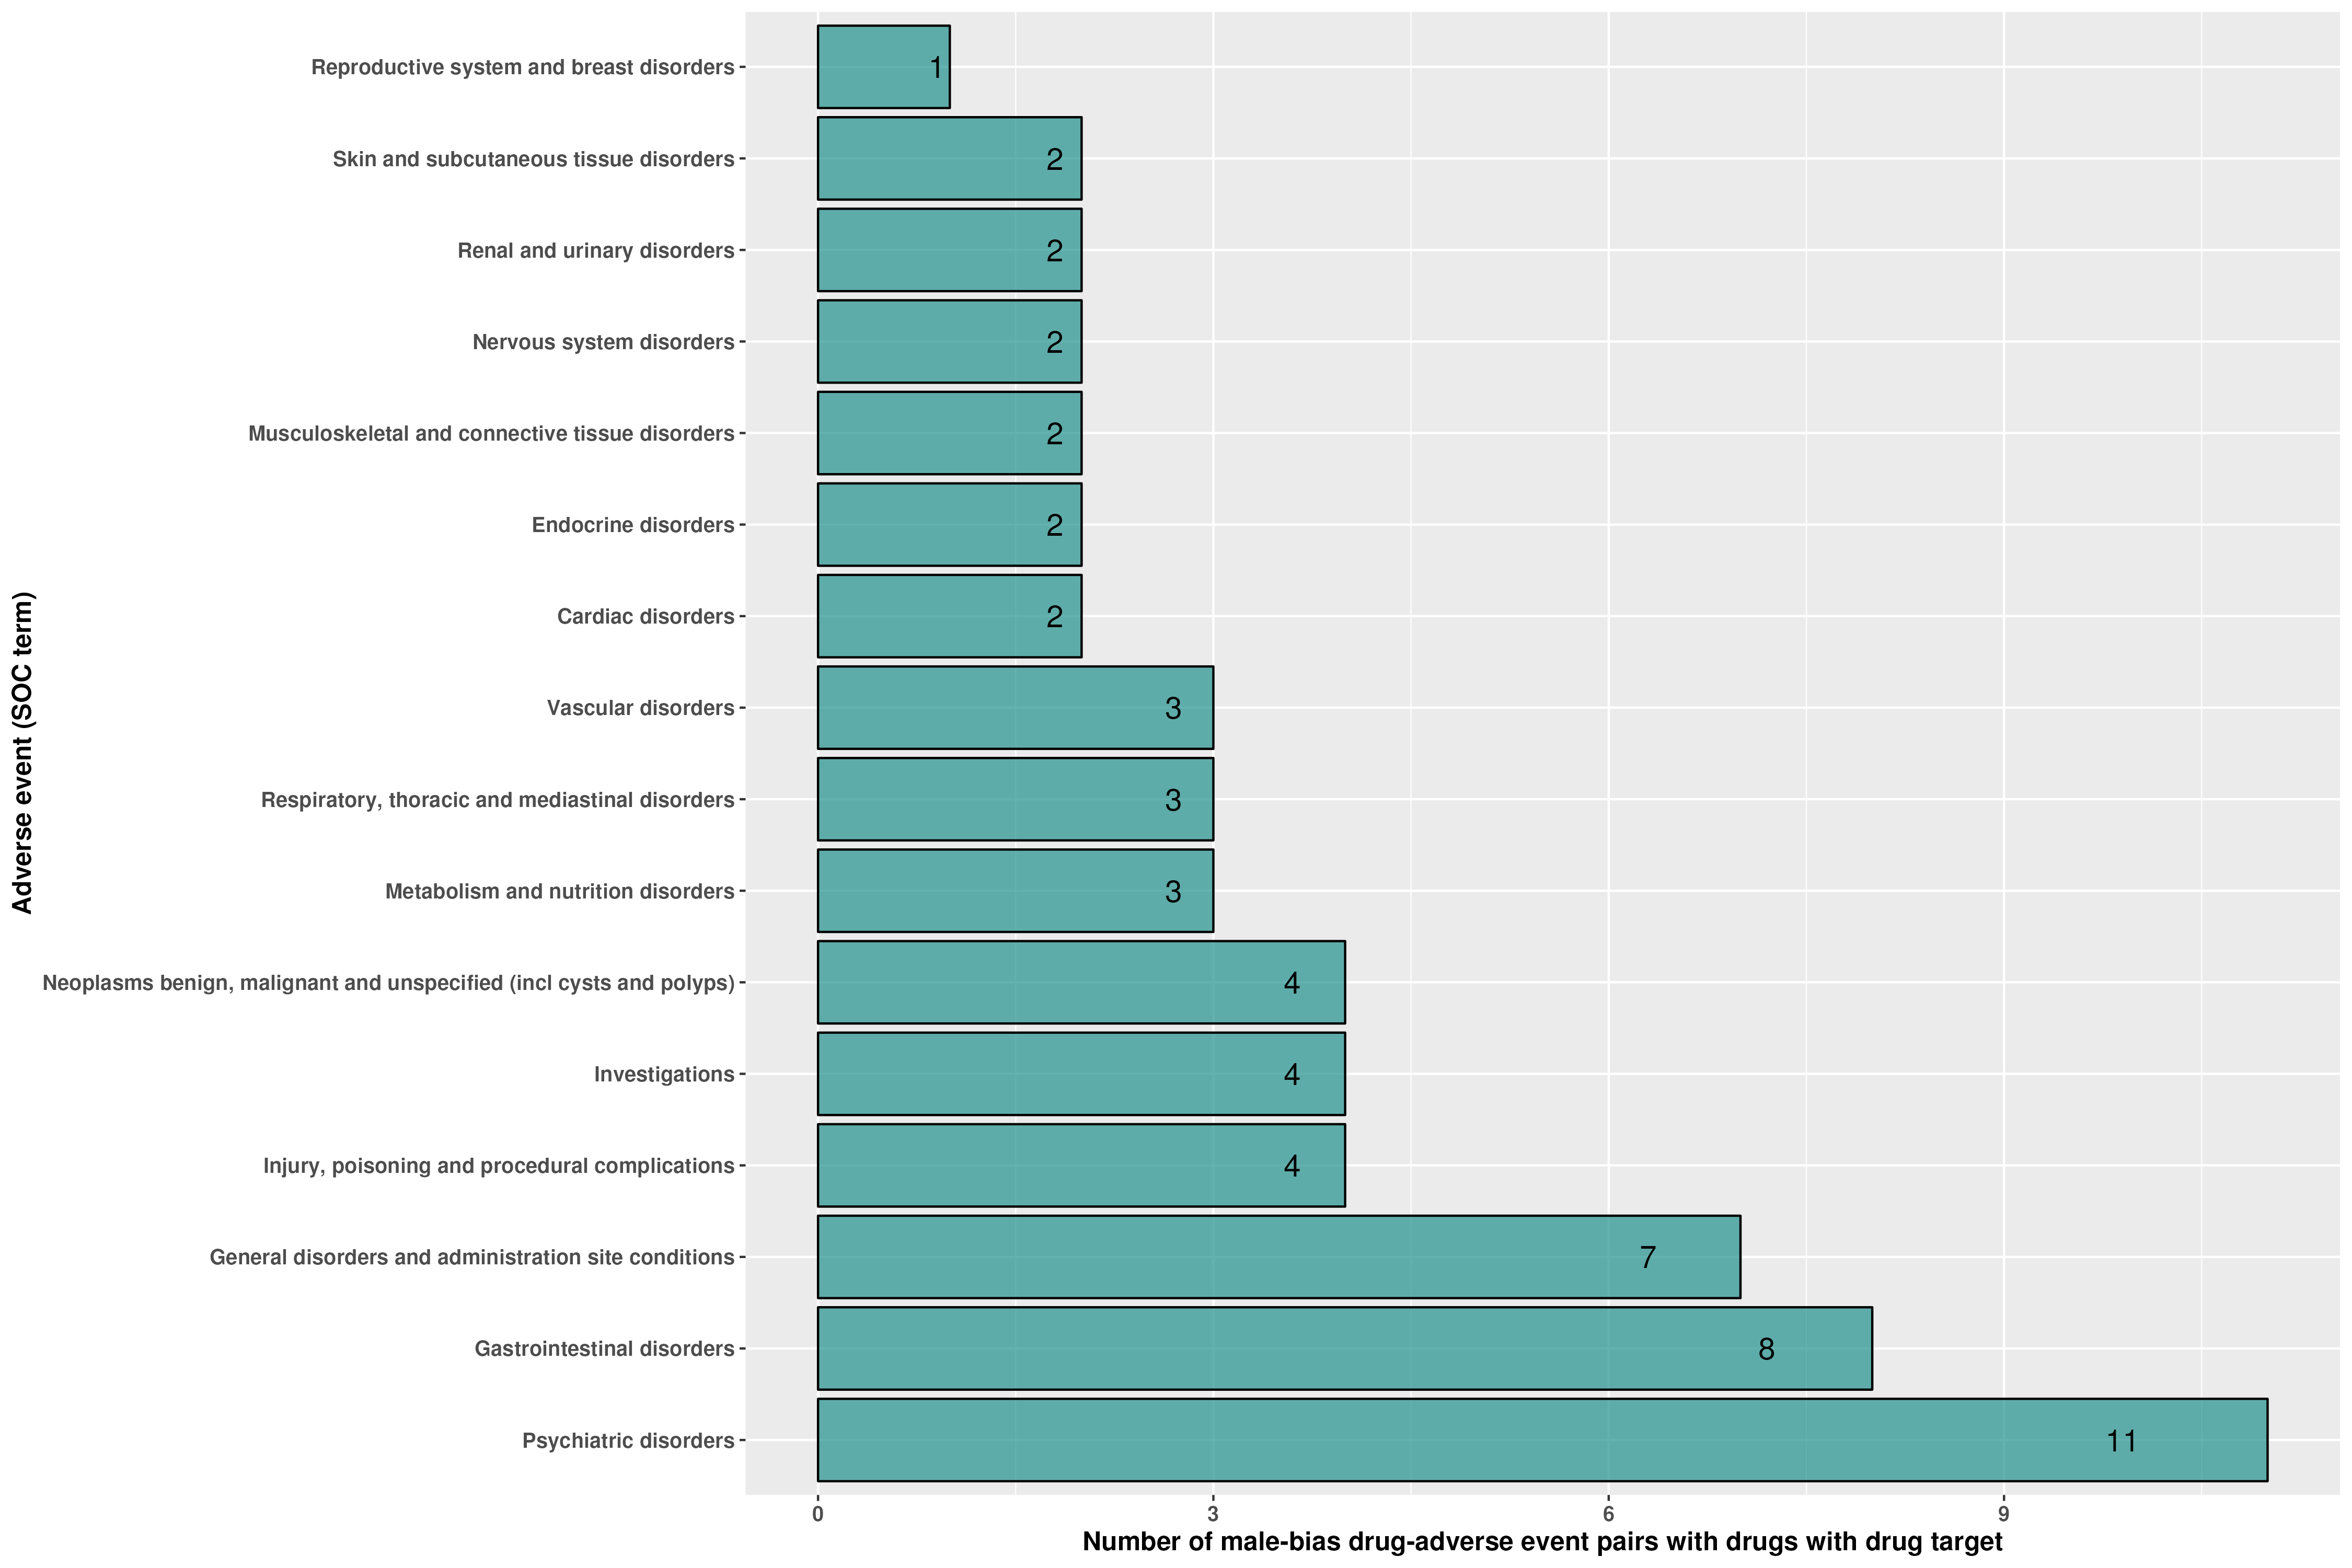 Adverse event (SOC term)
Reproductive system and breast disorders 1
Skin and subcutaneous tissue disorders 2
Renal and urinary disorders 2
Nervous system disorders 2
Musculoskeletal and connective tissue disorders 2
Endocrine disorders 2
Cardiac disorders 2
Vascular disorders 3
Respiratory, thoracic and mediastinal disorders 3
Metabolism and nutrition disorders 3
Neoplasms benign, malignant and unspecified (incl cysts and polyps) 4
Investigations 4
Injury, poisoning and procedural complications 4
General disorders and administration site conditions 7
Gastrointestinal disorders 8
Psychiatric disorders 11
0 3 6 9
Number of male-bias drug-adverse event pairs with drugs with drug target